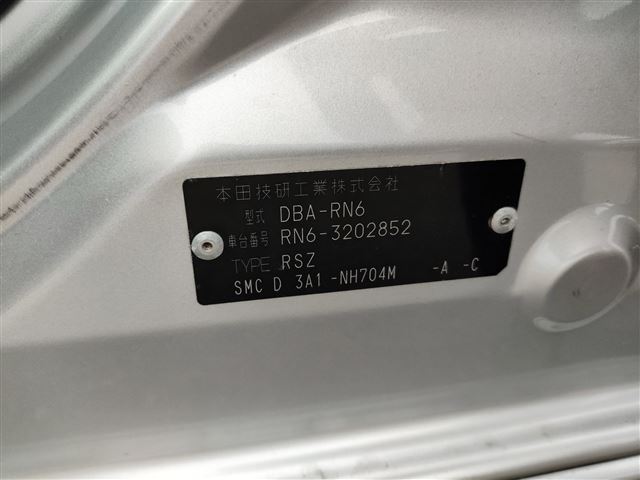 本田技研工業株式会社
型式 DBA-RN6
車台番号 RN6-3202852
TYPE RSZ
SMC D 3A1-NH704M -A -C